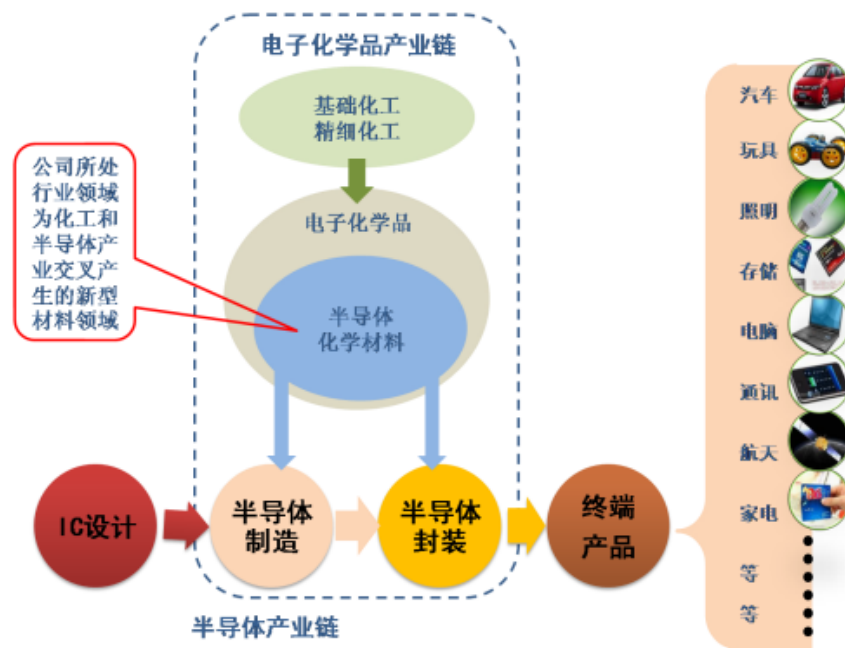 电子化学品产业链
基础化工
精细化工
公司所处
行业领域
为化工和
半导体产
业交叉产
生的新型
材料领域
电子化学品
半导体
化学材料
IC设计
半导体
制造
半导体
封装
终端
产品
半导体产业链
汽车
玩具
照明
存储
电脑
通讯
航天
家电
等
等